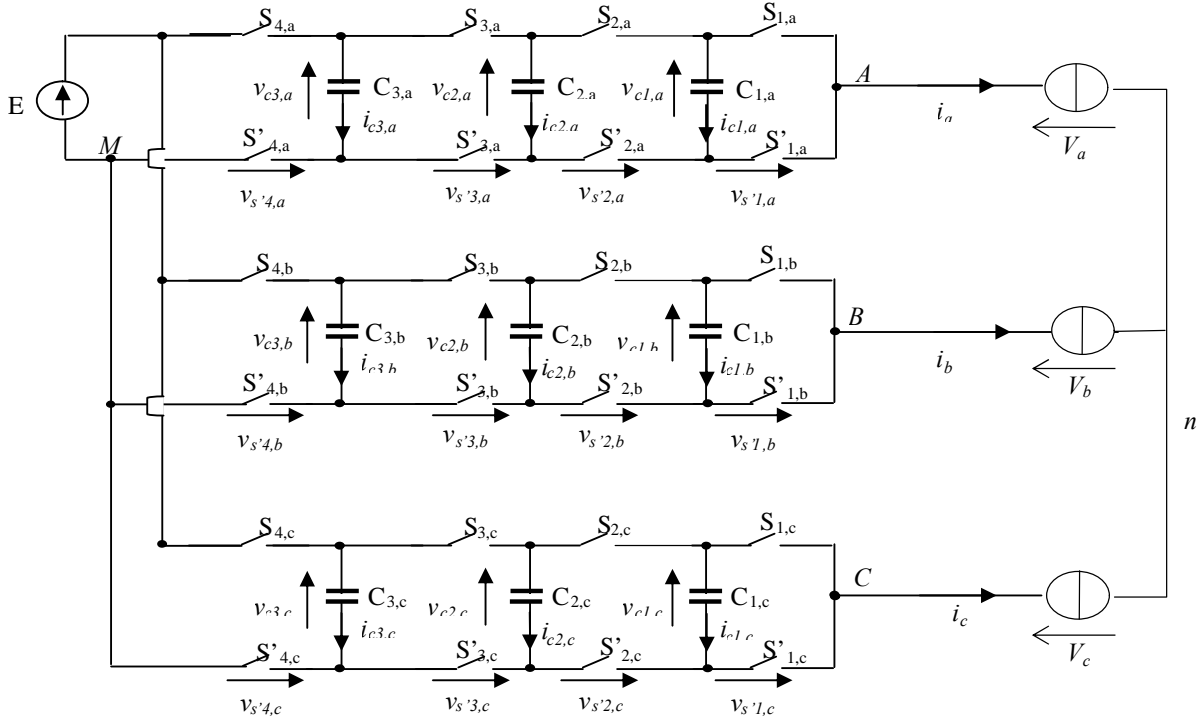 S4,a S3,a S2,a S1,a
E vc3,a C3,a vc2,a C2,a vc1,a C1,a A
ic3,a ic2,a ic1,a ia
M S'4,a S'3,a S'2,a S'1,a Va
vs'4,a vs'3,a vs'2,a vs'1,a
S4,b S3,b S2,b S1,b
vc3,b C3,b vc2,b C2,b vc1,b C1,b B
ic3,b ic2,b ic1,b ib
S'4,b S'3,b S'2,b S'1,b Vb
vs'4,b vs'3,b vs'2,b vs'1,b n
S4,c S3,c S2,c S1,c
vc3,c C3,c vc2,c C2,c vc1,c C1,c C
ic3,c ic2,c ic1,c ic
S'4,c S'3,c S'2,c S'1,c Vc
vs'4,c vs'3,c vs'2,c vs'1,c